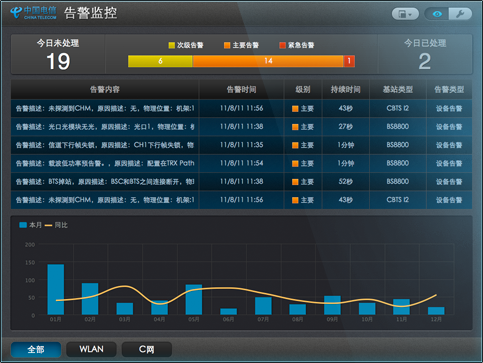 中国电信
CHINA TELECOM
告警监控
今日未处理
19
次级告警 主要告警 紧急告警
6 14 1
今日已处理
2
告警内容 告警时间 级别 持续时间 基站类型 告警类型
告警描述：未探测到CHM，原因描述：无，物理位置：机架:1 11/8/11 11:56 主要 43秒 CBTS I2 设备告警
告警描述：光口光模块无光，原因描述：光口1，物理位置：机 11/8/11 11:38 主要 27秒 BS8800 设备告警
告警描述：信道下行帧失锁，原因描述：CH1下行帧失锁，物 11/8/11 11:35 主要 1分钟 BS8800 设备告警
告警描述：载波低功率预告警，，原因描述：配置在TRX Path 11/8/11 11:54 主要 1分钟 BS8800 设备告警
告警描述：BTS掉站，原因描述：BSC和BTS之间连接断开，物 11/8/11 11:38 主要 52秒 BS8800 设备告警
告警描述：未探测到CHM，原因描述：无，物理位置：机架:1 11/8/11 11:56 主要 43秒 CBTS I2 设备告警
本月 同比
200
150
100
50
0
01月 02月 03月 04月 05月 06月 07月 08月 09月 10月 11月 12月
全部 WLAN C网